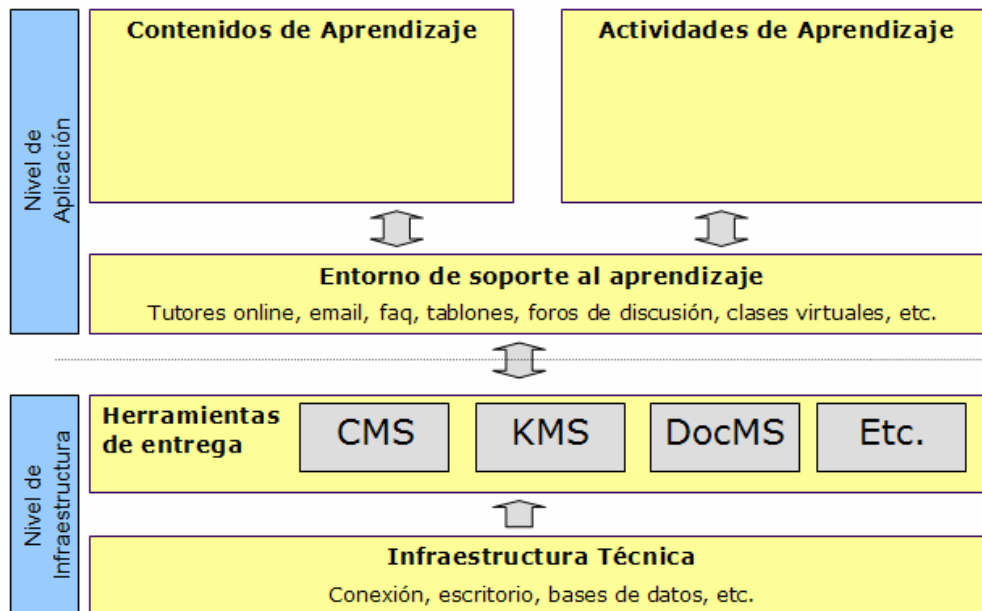 Nivel de
Aplicación
Contenidos de Aprendizaje
Actividades de Aprendizaje
Entorno de soporte al aprendizaje
Tutores online, email, faq, tablones, foros de discusión, clases virtuales, etc.
Nivel de
Infraestructura
Herramientas
de entrega
CMS
KMS
DocMS
Etc.
Infraestructura Técnica
Conexión, escritorio, bases de datos, etc.